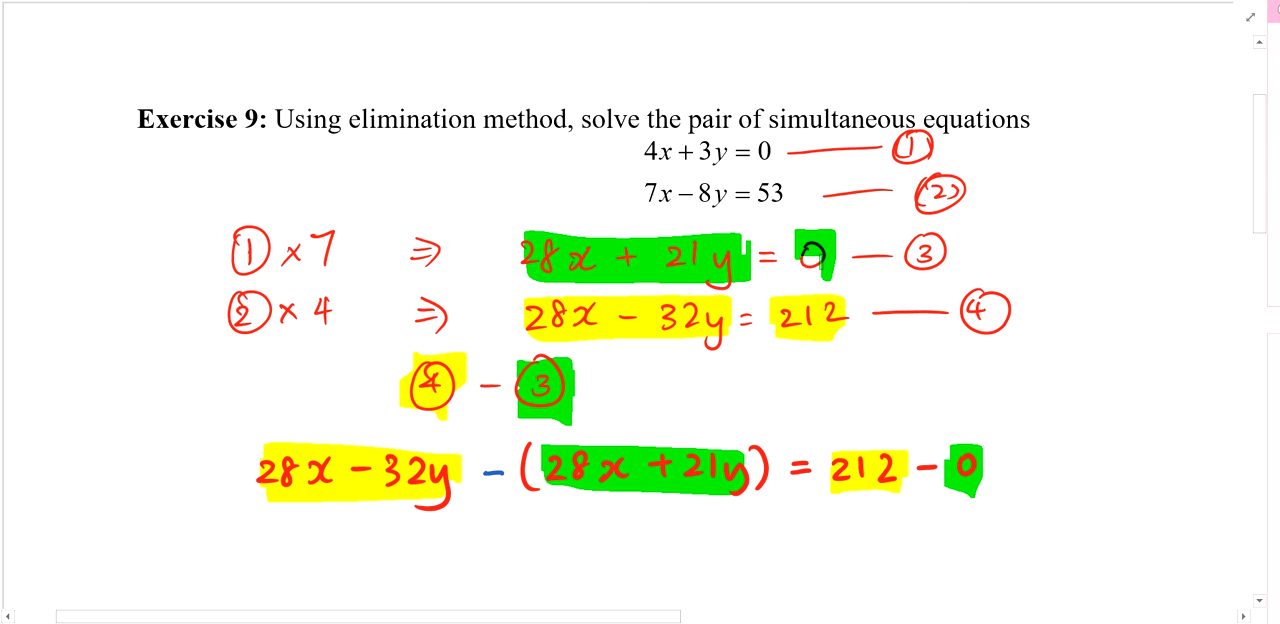 Exercise 9: Using elimination method, solve the pair of simultaneous equations
4x + 3y = 0 —— (1)
7x − 8y = 53 —— (2)
① × 7 ⇒ 28x + 21y = 0 — ③
② × 4 ⇒ 28x − 32y = 212 —— ④
④ − ③
28x − 32y − (28x + 21y) = 212 − 0